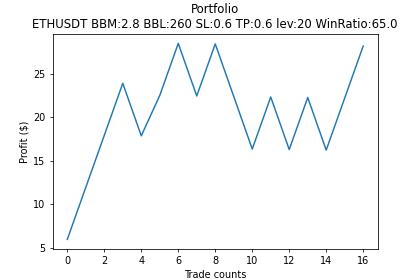 Portfolio
ETHUSDT BBM:2.8 BBL:260 SL:0.6 TP:0.6 lev:20 WinRatio:65.0
Profit ($)
25
20
15
10
5
0 2 4 6 8 10 12 14 16
Trade counts